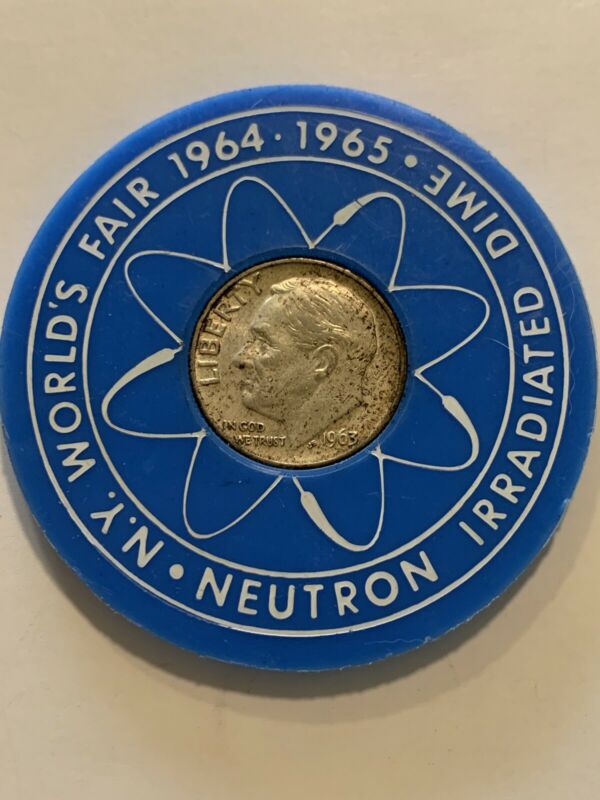 N.Y. WORLD'S FAIR 1964 · 1965 •
NEUTRON IRRADIATED DIME •
LIBERTY
IN GOD
WE TRUST
1963